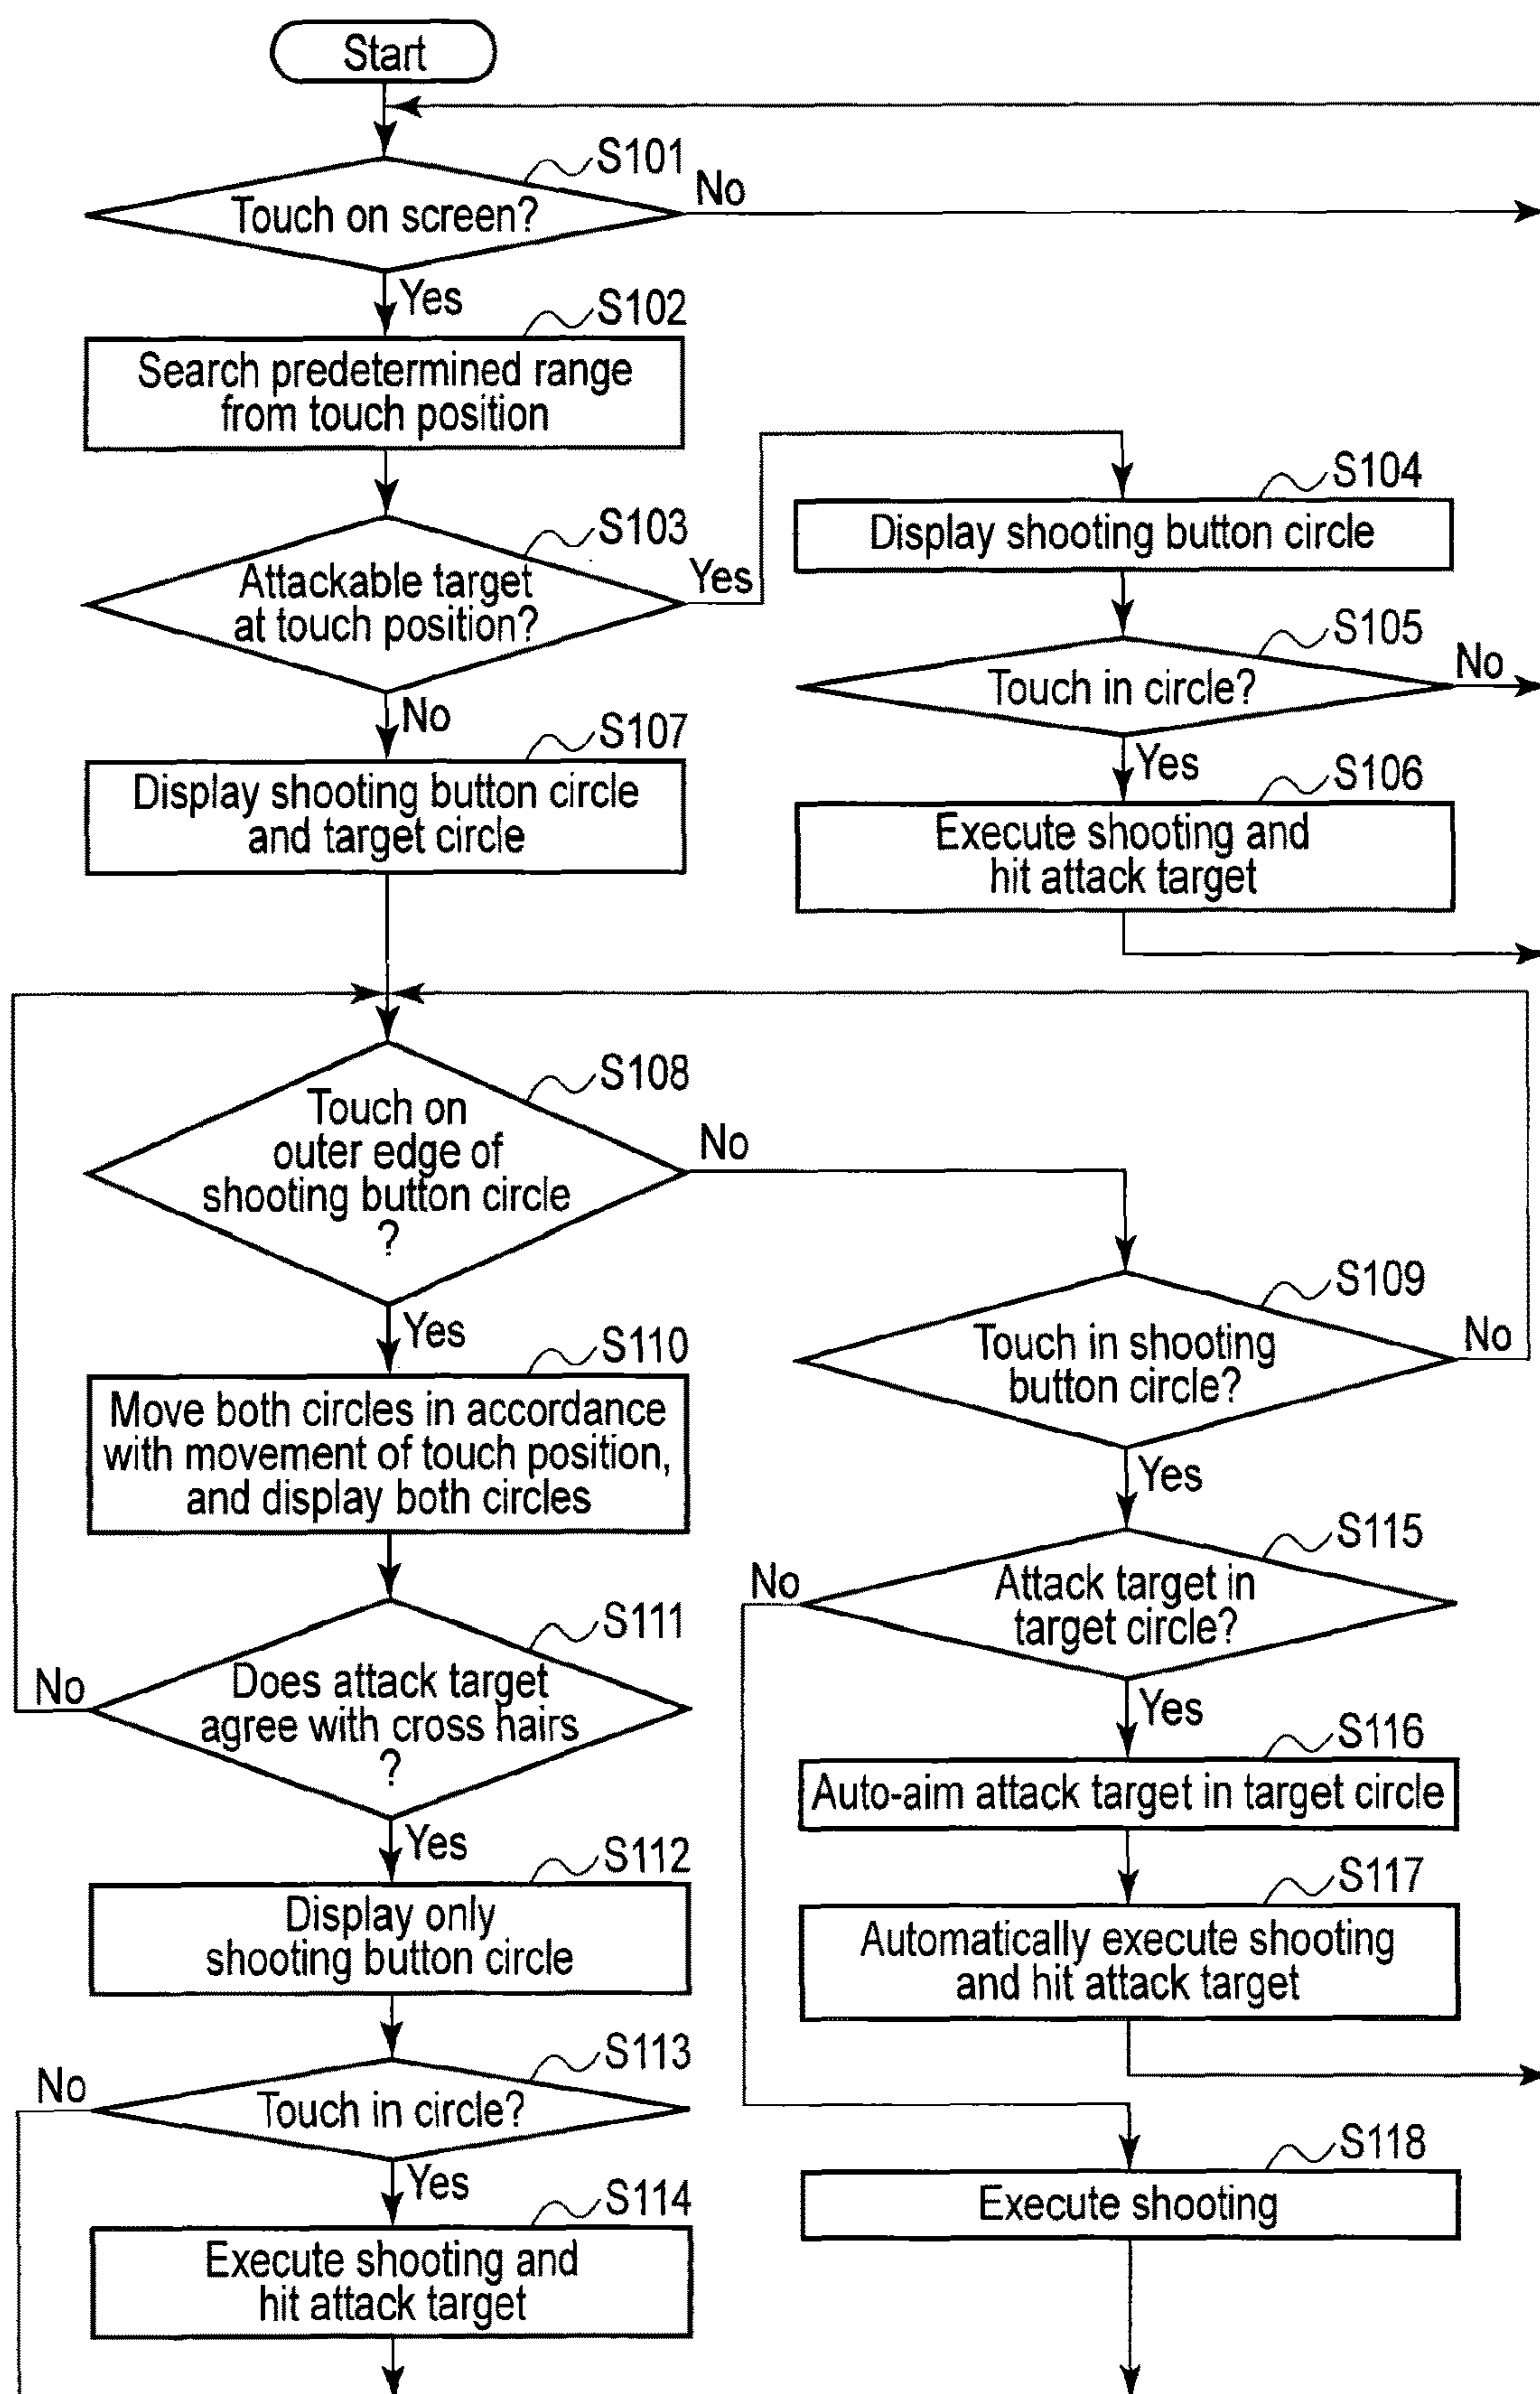 Start
S101
Touch on screen?
No
Yes
S102
Search predetermined range
from touch position
S103
Attackable target
at touch position?
Yes
No
S104
Display shooting button circle
S105
Touch in circle?
No
Yes
S106
Execute shooting and
hit attack target
S107
Display shooting button circle
and target circle
S108
Touch on
outer edge of
shooting button circle
?
No
Yes
S109
Touch in shooting
button circle?
No
Yes
S110
Move both circles in accordance
with movement of touch position,
and display both circles
S111
Does attack target
agree with cross hairs
?
No
Yes
S112
Display only
shooting button circle
S113
Touch in circle?
No
Yes
S114
Execute shooting and
hit attack target
S115
Attack target in
target circle?
No
Yes
S116
Auto-aim attack target in target circle
S117
Automatically execute shooting
and hit attack target
S118
Execute shooting